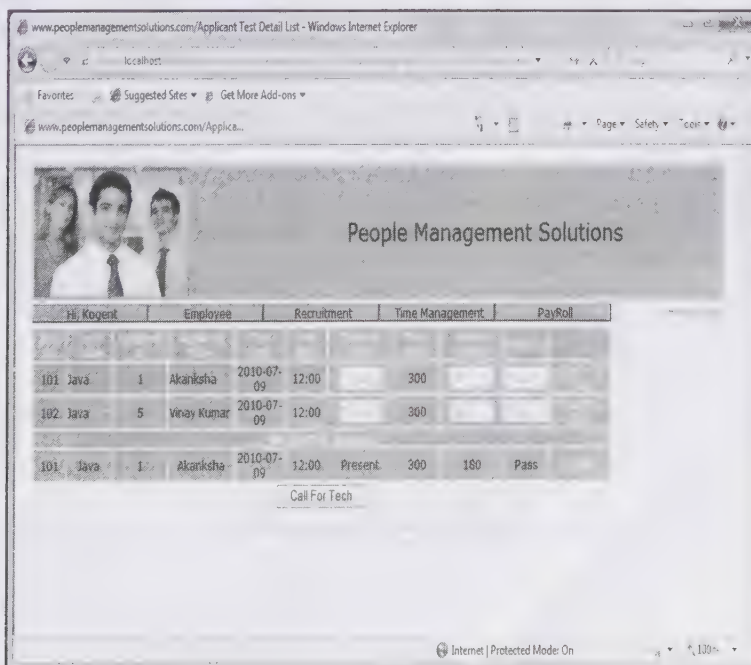 www.peoplemanagementsolutions.com/Applicant Test Detail List - Windows Internet Explorer
localhost
Favorites Suggested Sites ▾ Get More Add-ons ▾
www.peoplemanagementsolutions.com/Applica... Page ▾ Safety ▾ Tools ▾
People Management Solutions
Hi, Kogent Employee Recruitment Time Management PayRoll
101 Java 1 Akanksha 2010-07-09 12:00 300
102 Java 5 Vinay Kumar 2010-07-09 12:00 300
101 Java 1 Akanksha 2010-07-09 12:00 Present 300 180 Pass
Call For Tech
Internet | Protected Mode: On 100%